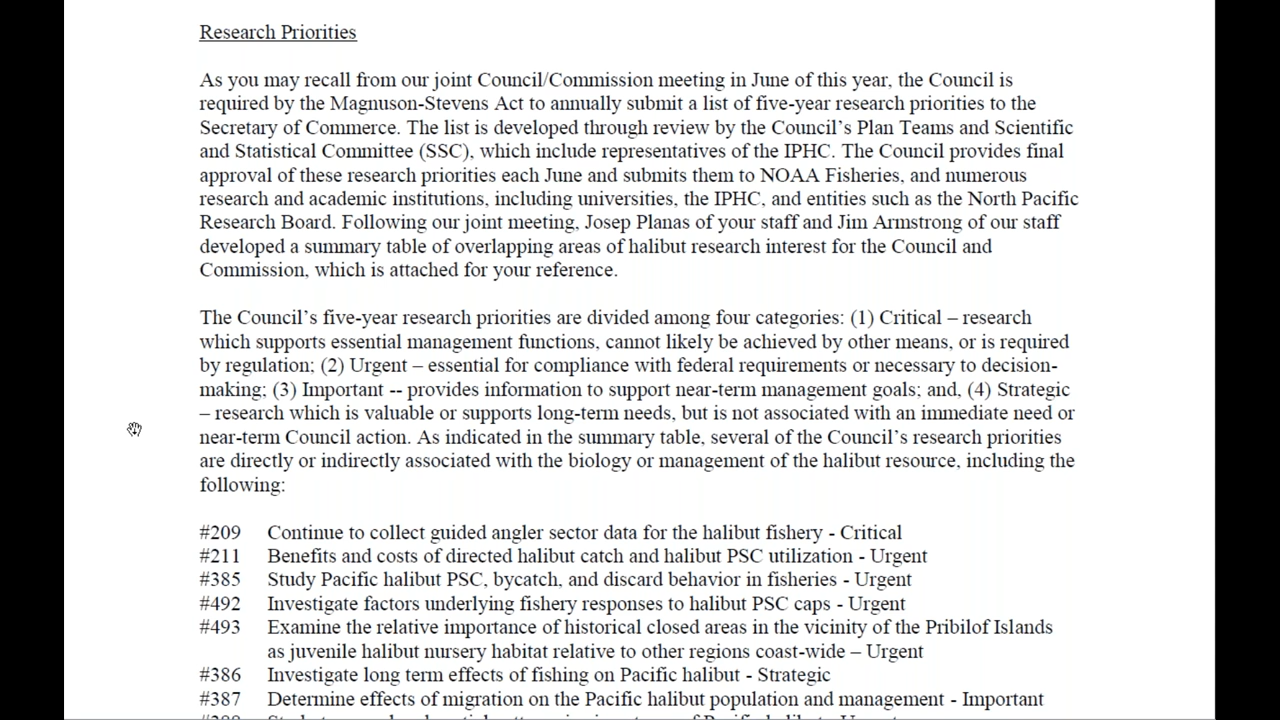 Research Priorities
As you may recall from our joint Council/Commission meeting in June of this year, the Council is
required by the Magnuson-Stevens Act to annually submit a list of five-year research priorities to the
Secretary of Commerce. The list is developed through review by the Council's Plan Teams and Scientific
and Statistical Committee (SSC), which include representatives of the IPHC. The Council provides final
approval of these research priorities each June and submits them to NOAA Fisheries, and numerous
research and academic institutions, including universities, the IPHC, and entities such as the North Pacific
Research Board. Following our joint meeting, Josep Planas of your staff and Jim Armstrong of our staff
developed a summary table of overlapping areas of halibut research interest for the Council and
Commission, which is attached for your reference.
The Council's five-year research priorities are divided among four categories: (1) Critical – research
which supports essential management functions, cannot likely be achieved by other means, or is required
by regulation; (2) Urgent – essential for compliance with federal requirements or necessary to decision-
making; (3) Important -- provides information to support near-term management goals; and, (4) Strategic
– research which is valuable or supports long-term needs, but is not associated with an immediate need or
near-term Council action. As indicated in the summary table, several of the Council's research priorities
are directly or indirectly associated with the biology or management of the halibut resource, including the
following:
#209 Continue to collect guided angler sector data for the halibut fishery - Critical
#211 Benefits and costs of directed halibut catch and halibut PSC utilization - Urgent
#385 Study Pacific halibut PSC, bycatch, and discard behavior in fisheries - Urgent
#492 Investigate factors underlying fishery responses to halibut PSC caps - Urgent
#493 Examine the relative importance of historical closed areas in the vicinity of the Pribilof Islands
as juvenile halibut nursery habitat relative to other regions coast-wide – Urgent
#386 Investigate long term effects of fishing on Pacific halibut - Strategic
#387 Determine effects of migration on the Pacific halibut population and management - Important